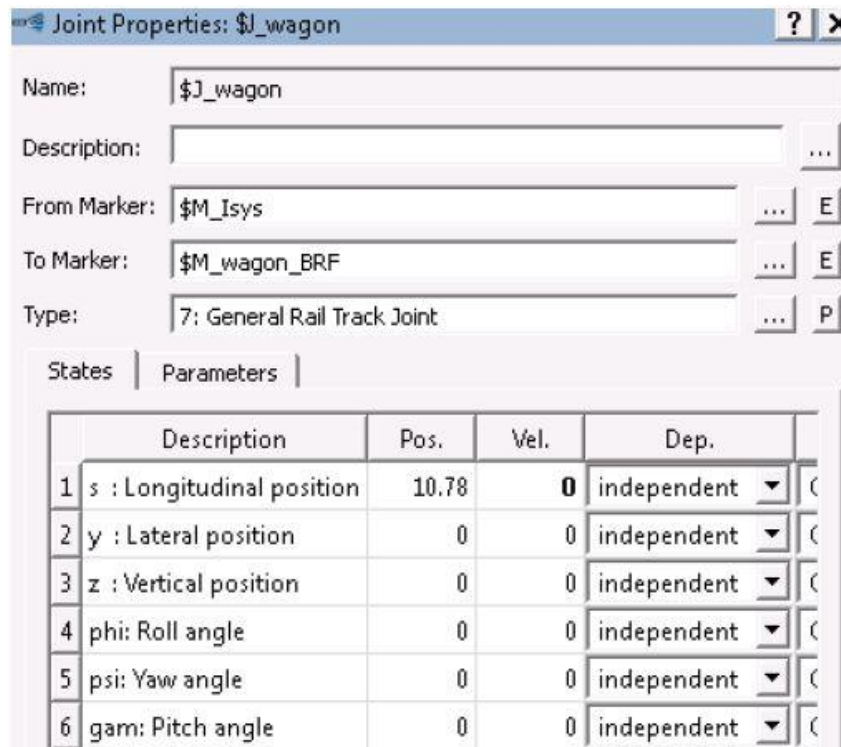 Joint Properties: $J_wagon ? X
Name: $J_wagon
Description: ...
From Marker: $M_Isys ... E
To Marker: $M_wagon_BRF ... E
Type: 7: General Rail Track Joint ... P
States Parameters
Description Pos. Vel. Dep.
1 s : Longitudinal position 10.78 0 independent
2 y : Lateral position 0 0 independent
3 z : Vertical position 0 0 independent
4 phi: Roll angle 0 0 independent
5 psi: Yaw angle 0 0 independent
6 gam: Pitch angle 0 0 independent